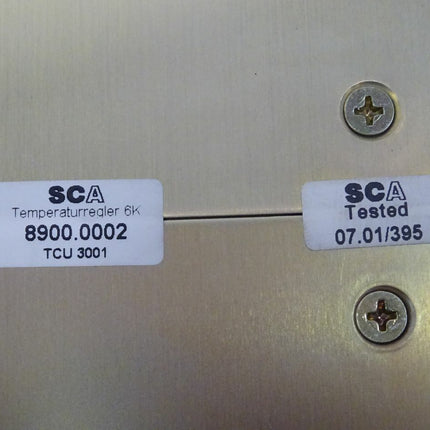 SCA
Temperaturregler 6K
8900.0002
TCU 3001
SCA
Tested
07.01/395